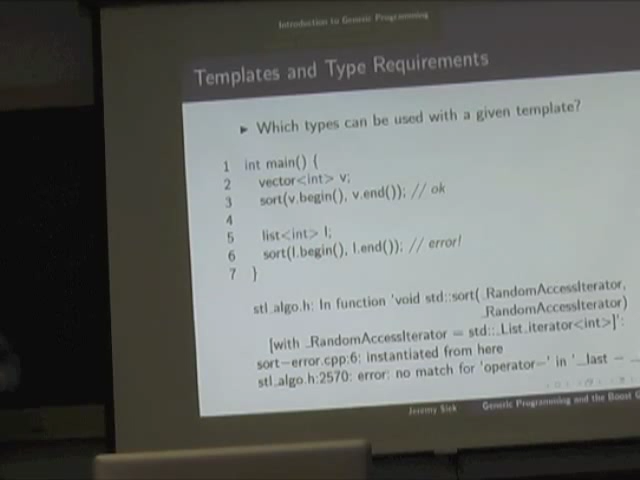 Introduction to Generic Programming
Templates and Type Requirements
► Which types can be used with a given template?
1 int main() {
2 vector<int> v;
3 sort(v.begin(), v.end()); // ok
4
5 list<int> l;
6 sort(l.begin(), l.end()); // error!
7 }
stl_algo.h: In function 'void std::sort(_RandomAccessIterator,
_RandomAccessIterator)
[with _RandomAccessIterator = std::_List_iterator<int>]':
sort-error.cpp:6: instantiated from here
stl_algo.h:2570: error: no match for 'operator-' in '__last -
Jeremy Siek Generic Programming and the Boost